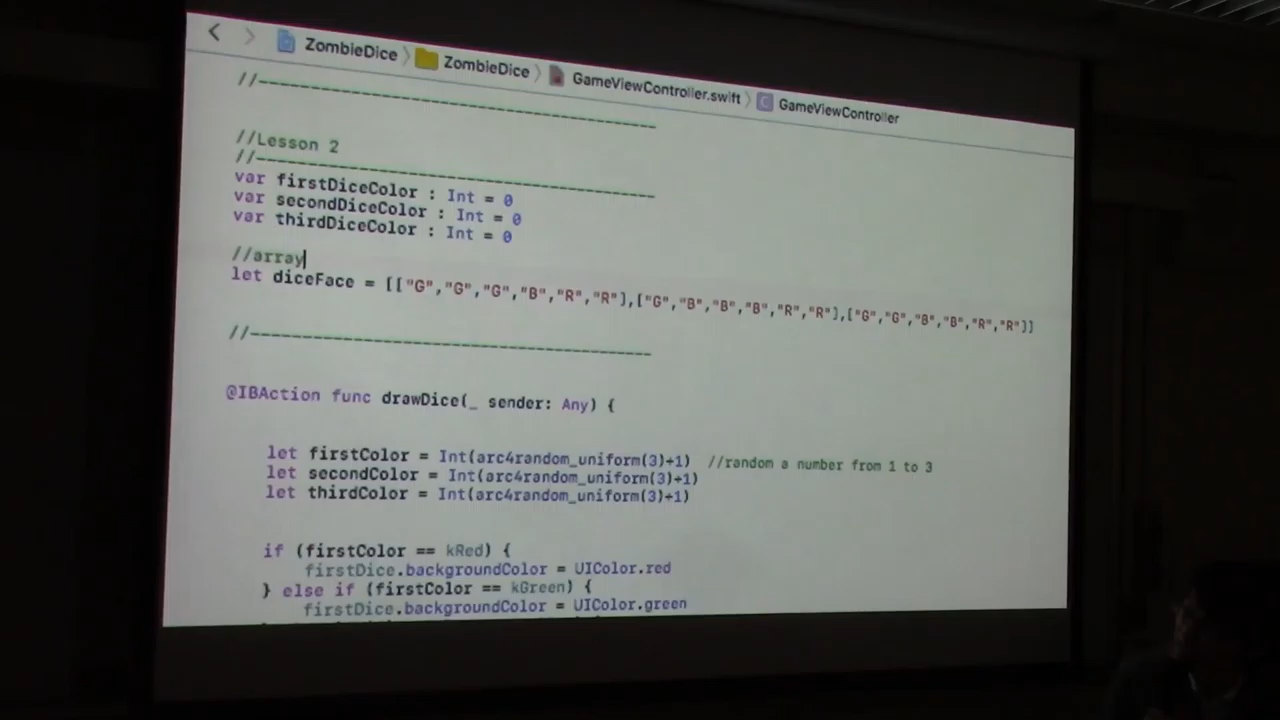 ZombieDice > ZombieDice > GameViewController.swift > C GameViewController
//-------------------------------------------
//Lesson 2
//-------------------------------------------
var firstDiceColor : Int = 0
var secondDiceColor : Int = 0
var thirdDiceColor : Int = 0
//array
let diceFace = [["G","G","G","B","R","R"],["G","B","B","B","R","R"],["G","G","B","B","R","R"]]
//-------------------------------------------
@IBAction func drawDice(_ sender: Any) {
let firstColor = Int(arc4random_uniform(3)+1) //random a number from 1 to 3
let secondColor = Int(arc4random_uniform(3)+1)
let thirdColor = Int(arc4random_uniform(3)+1)
if (firstColor == kRed) {
firstDice.backgroundColor = UIColor.red
} else if (firstColor == kGreen) {
firstDice.backgroundColor = UIColor.green